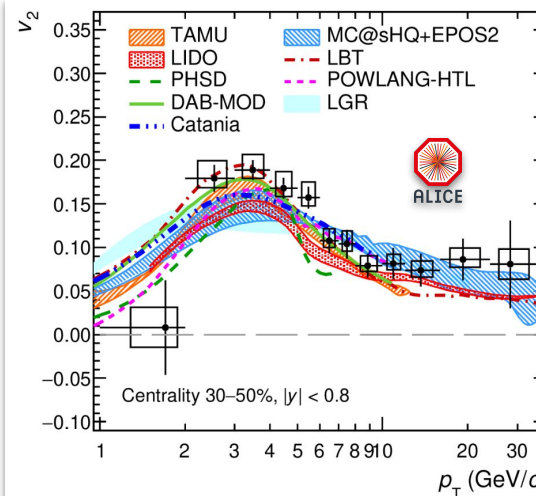 v2
0.35
TAMU
MC@sHQ+EPOS2
0.30
LIDO
LBT
PHSD
POWLANG-HTL
0.25
DAB-MOD
LGR
Catania
0.20
ALICE
0.15
0.10
0.05
0.00
−0.05
Centrality 30–50%, |y| < 0.8
−0.10
1 2 3 4 5 6 7 8 9 10 20 30
pT (GeV/c